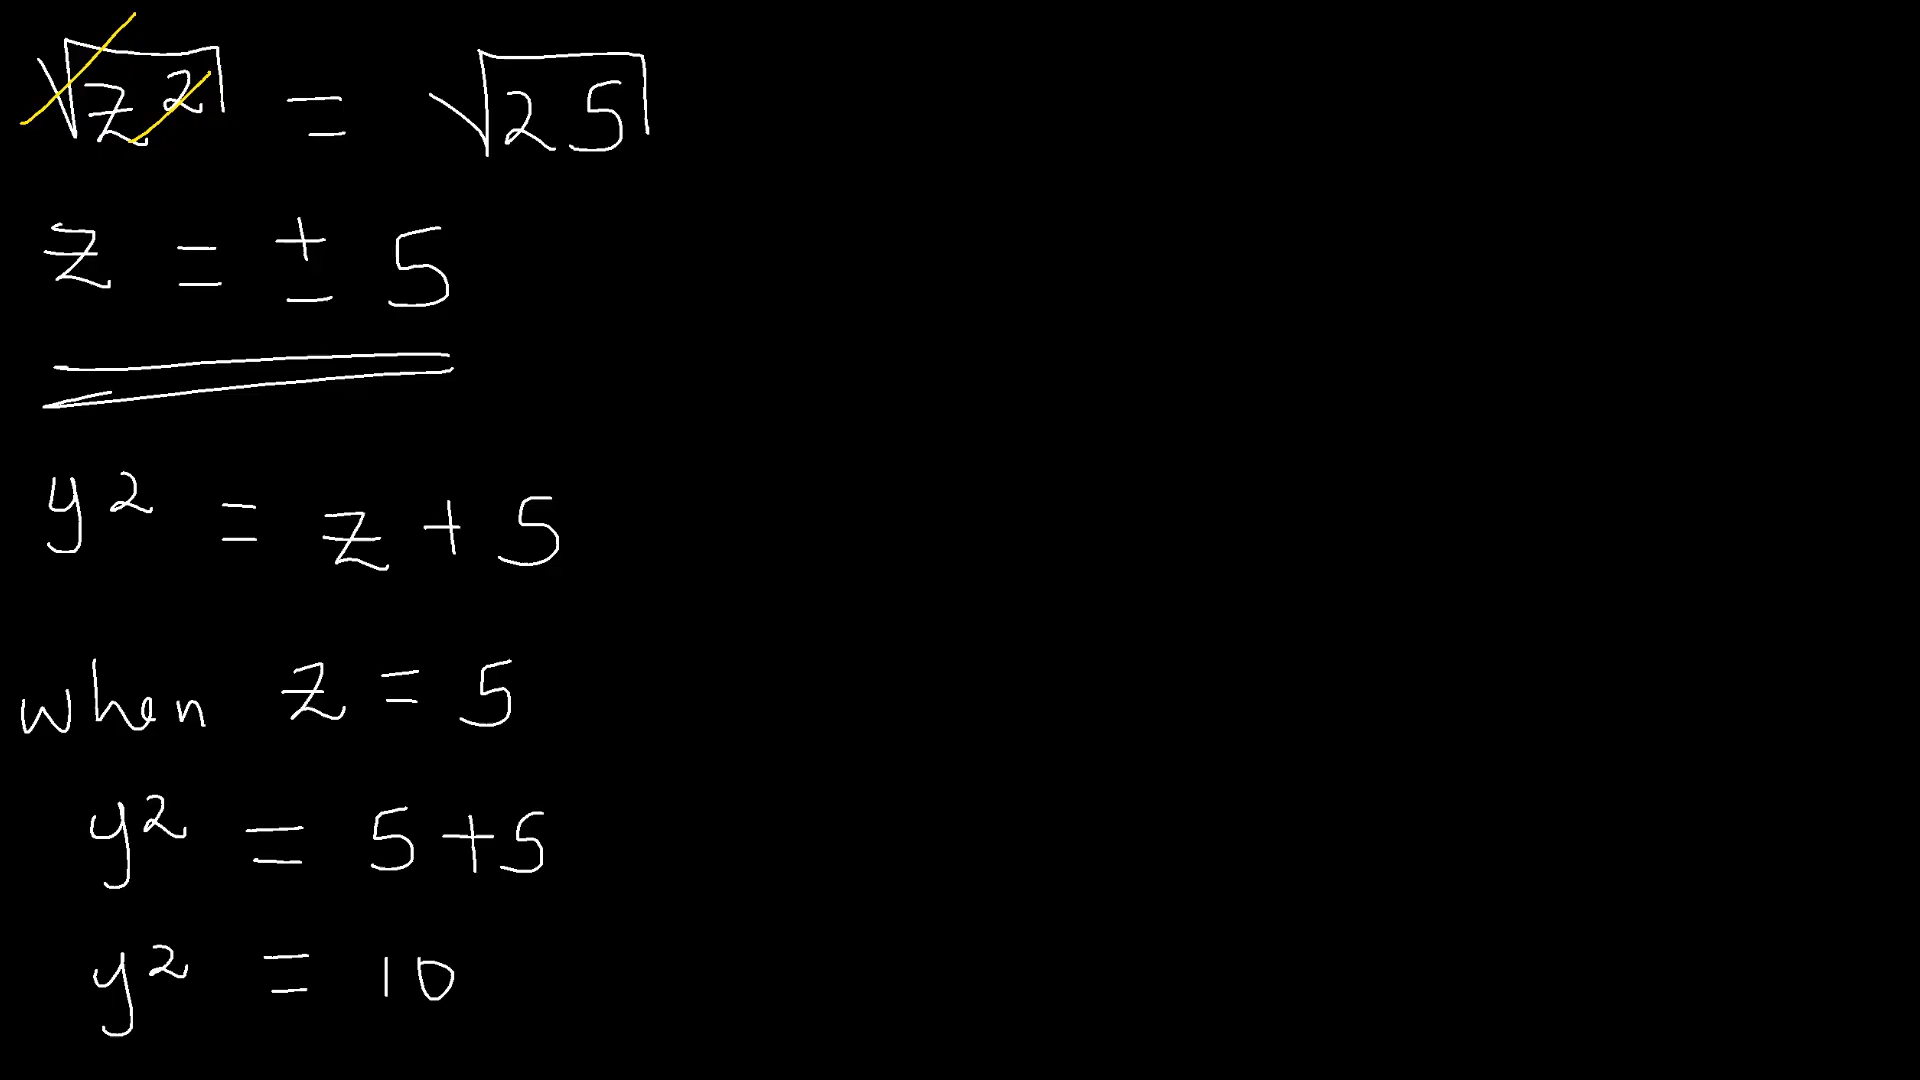 √z² = √25
z = ± 5
y² = z + 5
when z = 5
y² = 5+5
y² = 10